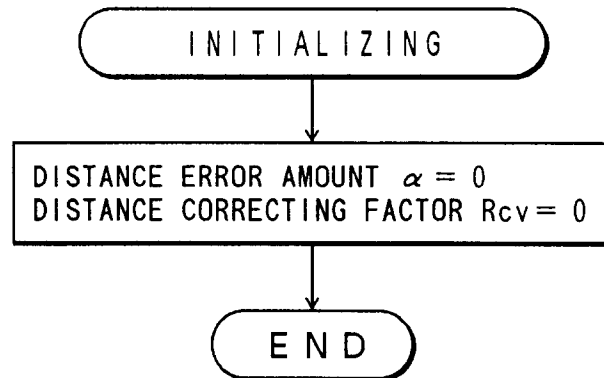 INITIALIZING
DISTANCE ERROR AMOUNT α = 0
DISTANCE CORRECTING FACTOR Rcv = 0
END